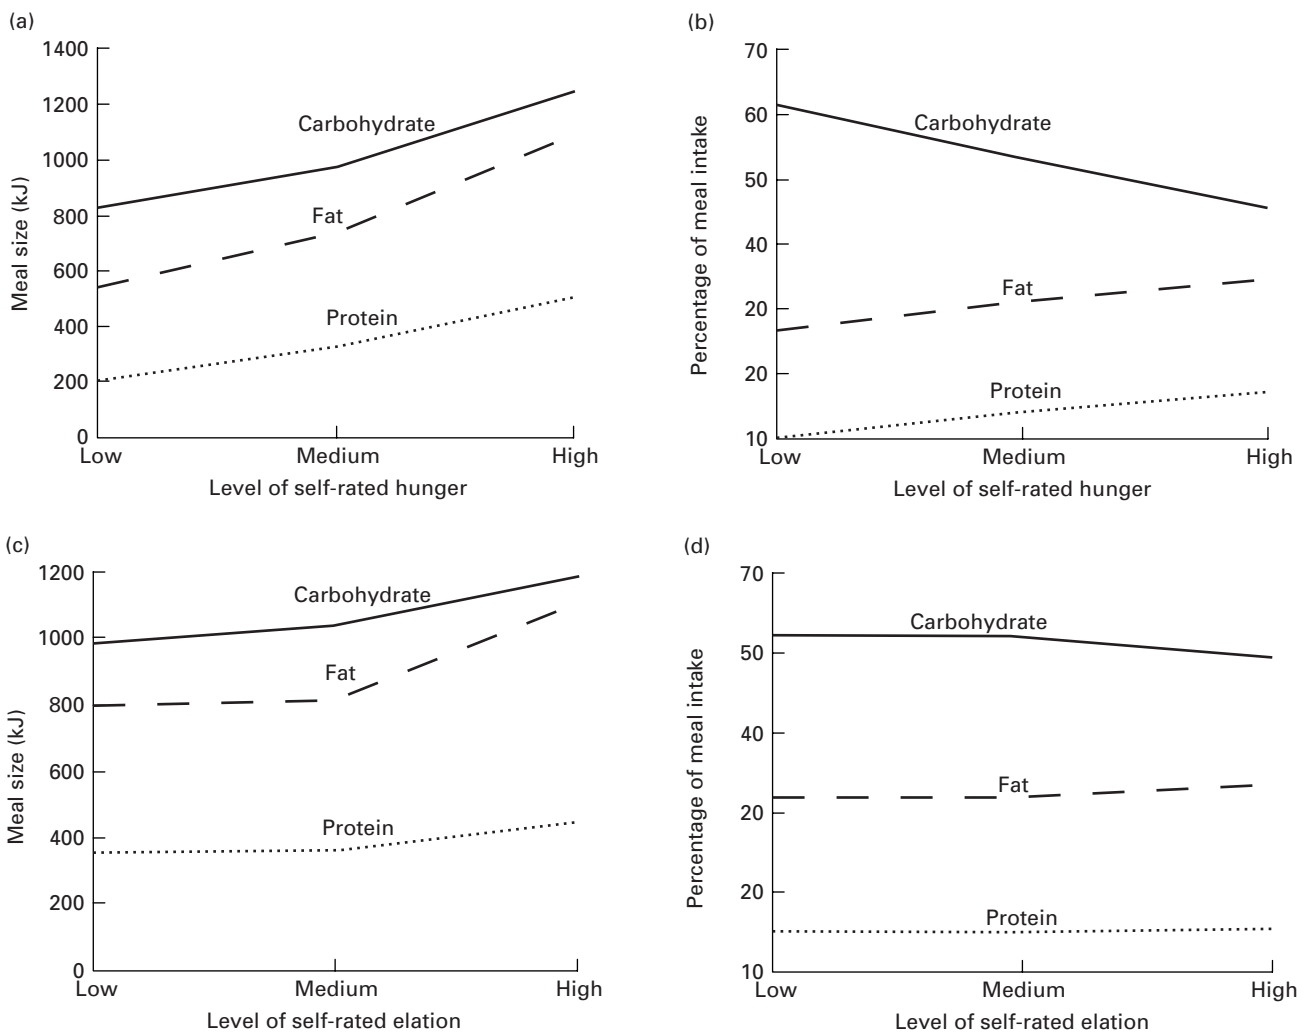 (a)
1400
1200
1000
800
600
400
200
0
Meal size (kJ)
Carbohydrate
Fat
Protein
Low Medium High
Level of self-rated hunger
(b)
70
60
50
40
20
20
10
Percentage of meal intake
Carbohydrate
Fat
Protein
Low Medium High
Level of self-rated hunger
(c)
1200
1000
800
600
400
200
0
Meal size (kJ)
Carbohydrate
Fat
Protein
Low Medium High
Level of self-rated elation
(d)
70
50
40
20
20
10
Percentage of meal intake
Carbohydrate
Fat
Protein
Low Medium High
Level of self-rated elation